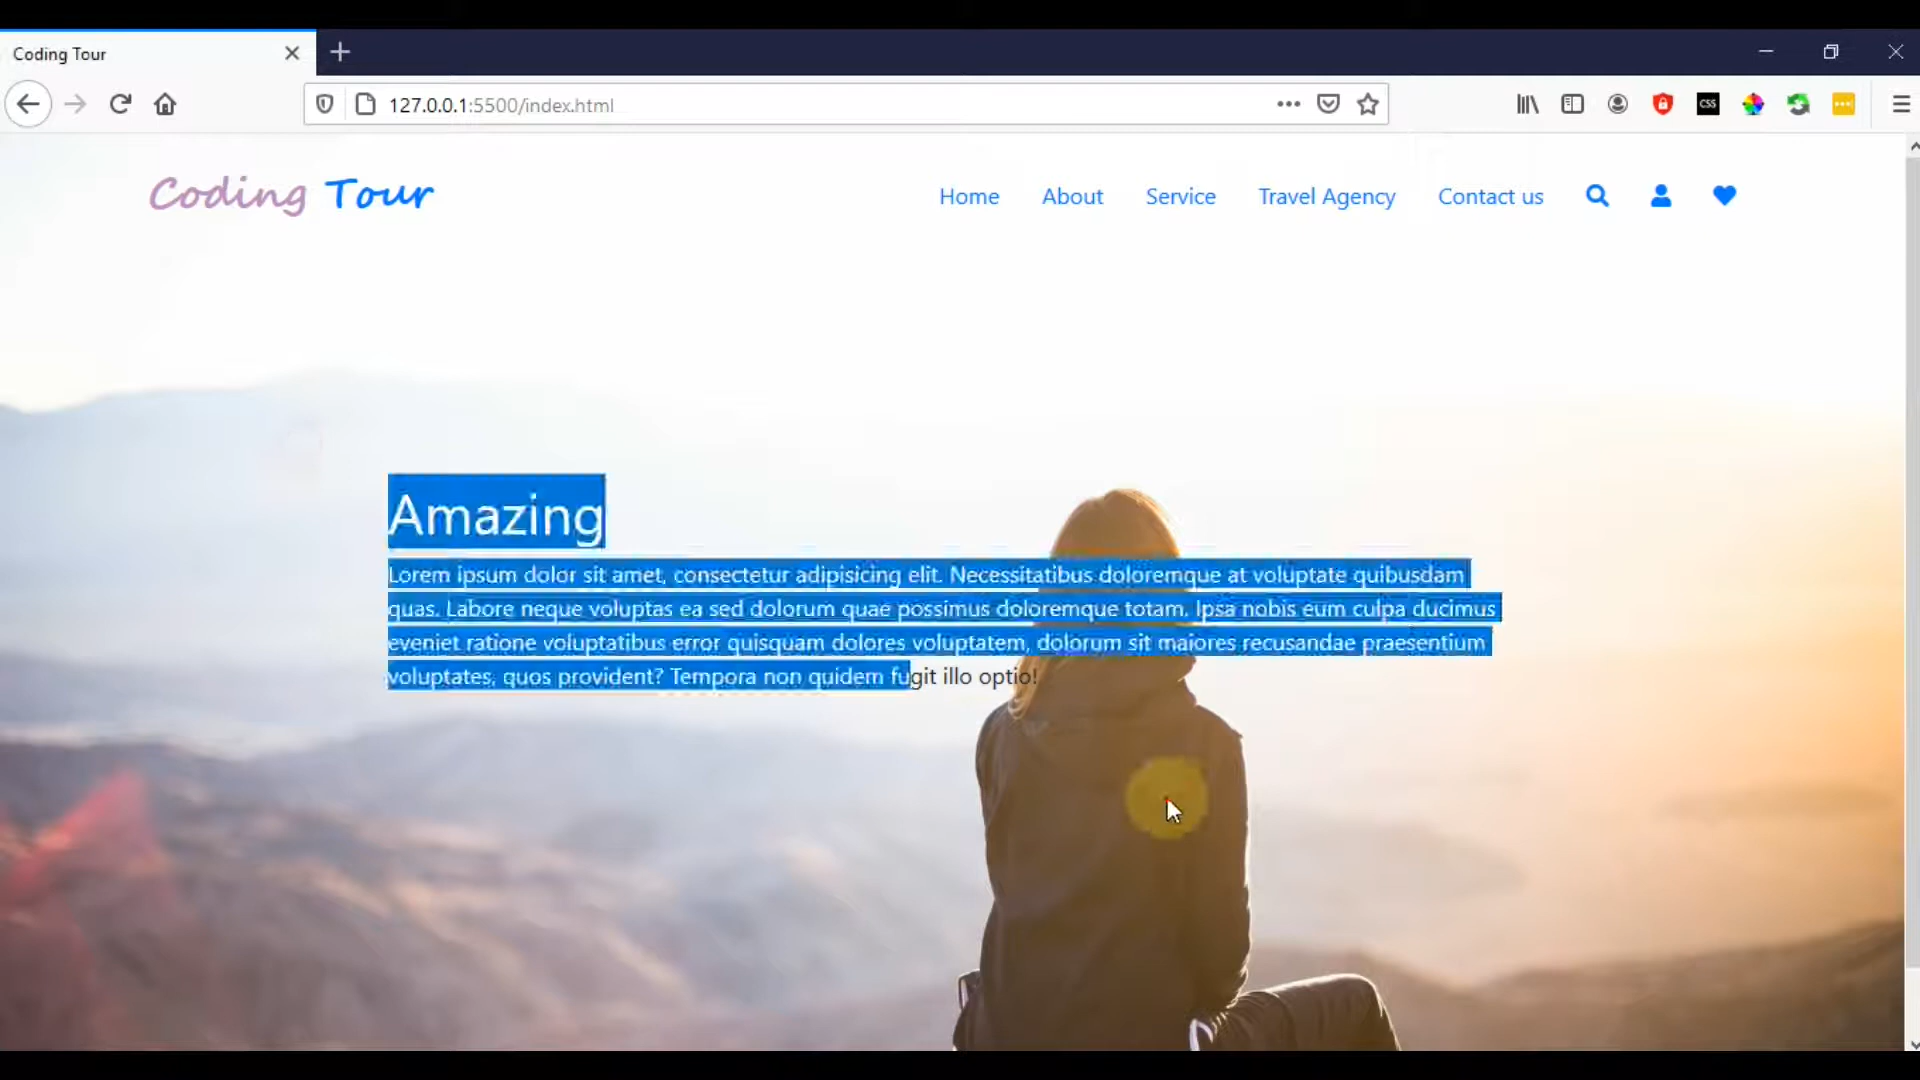 Coding Tour
127.0.0.1:5500/index.html
CSS
Coding Tour
Home About Service Travel Agency Contact us
Amazing
Lorem ipsum dolor sit amet, consectetur adipisicing elit. Necessitatibus doloremque at voluptate quibusdam
quas. Labore neque voluptas ea sed dolorum quae possimus doloremque totam. Ipsa nobis eum culpa ducimus
eveniet ratione voluptatibus error quisquam dolores voluptatem, dolorum sit maiores recusandae praesentium
voluptates, quos provident? Tempora non quidem fugit illo optio!